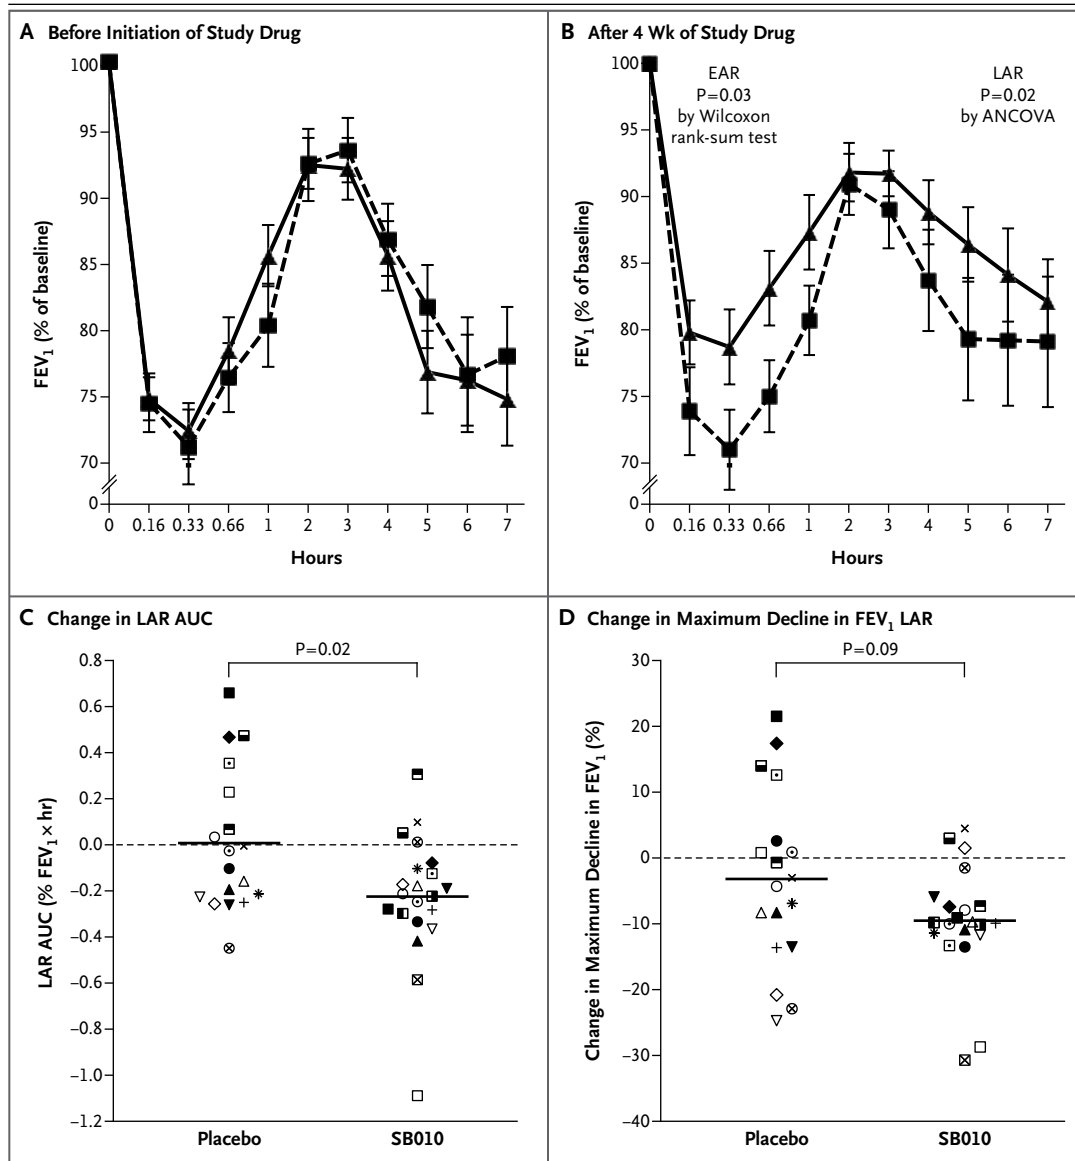 A Before Initiation of Study Drug
100
95
90
85
80
75
70
0
FEV1 (% of baseline)
0 0.16 0.33 0.66 1 2 3 4 5 6 7
Hours
B After 4 Wk of Study Drug
EAR
P=0.03
by Wilcoxon
rank-sum test
LAR
P=0.02
by ANCOVA
100
95
90
85
80
75
70
0
FEV1 (% of baseline)
0 0.16 0.33 0.66 1 2 3 4 5 6 7
Hours
C Change in LAR AUC
P=0.02
0.8
0.6
0.4
0.2
0.0
–0.2
–0.4
–0.6
–0.8
–1.0
–1.2
LAR AUC (% FEV1 × hr)
Placebo SB010
D Change in Maximum Decline in FEV1 LAR
P=0.09
30
20
10
0
–10
–20
–30
–40
Change in Maximum Decline in FEV1 (%)
Placebo SB010